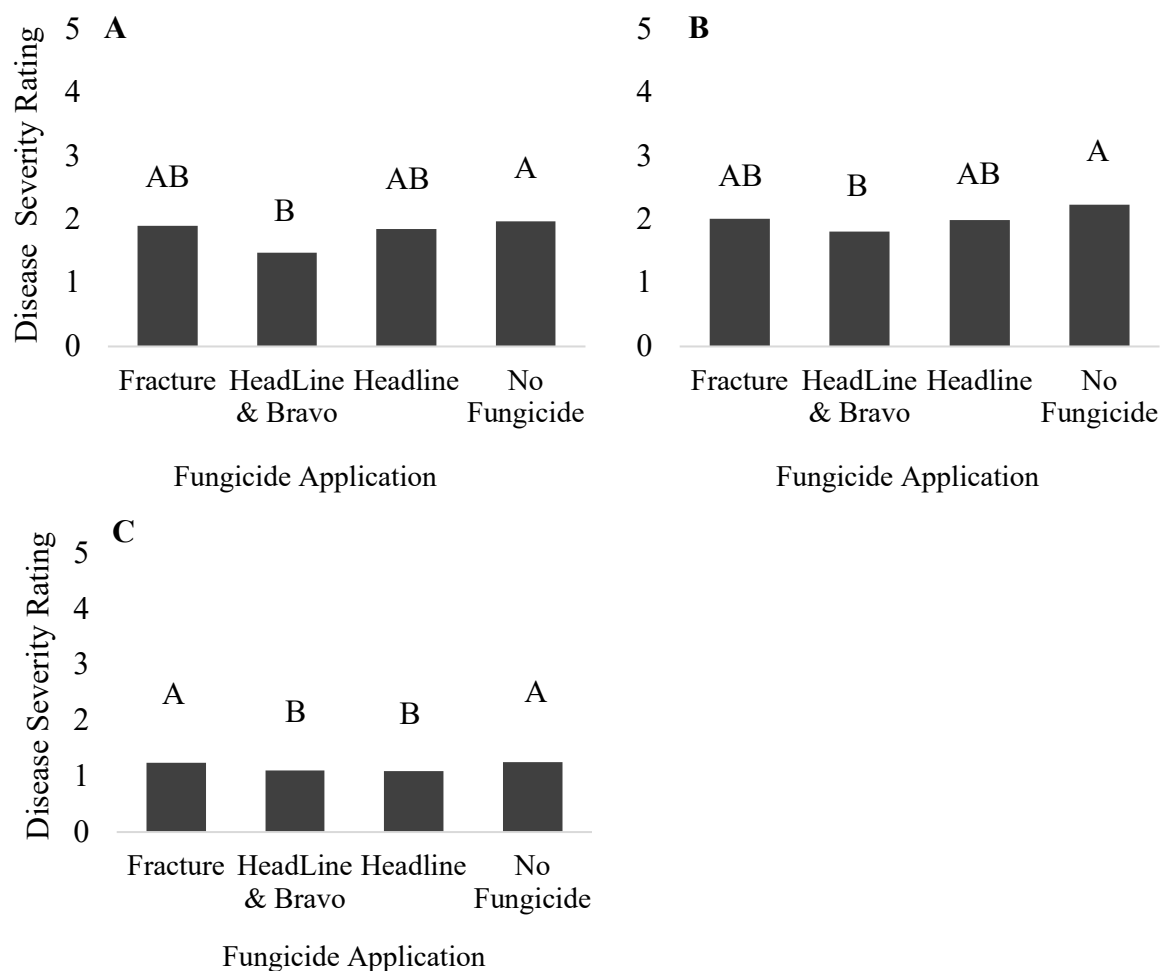 A
Disease Severity Rating
5
4
3
2
1
0
AB
B
AB
A
Fracture
HeadLine
& Bravo
Headline
No
Fungicide
Fungicide Application
B
5
4
3
2
1
0
AB
B
AB
A
Fracture
HeadLine
& Bravo
Headline
No
Fungicide
Fungicide Application
C
Disease Severity Rating
5
4
3
2
1
0
A
B
B
A
Fracture
HeadLine
& Bravo
Headline
No
Fungicide
Fungicide Application